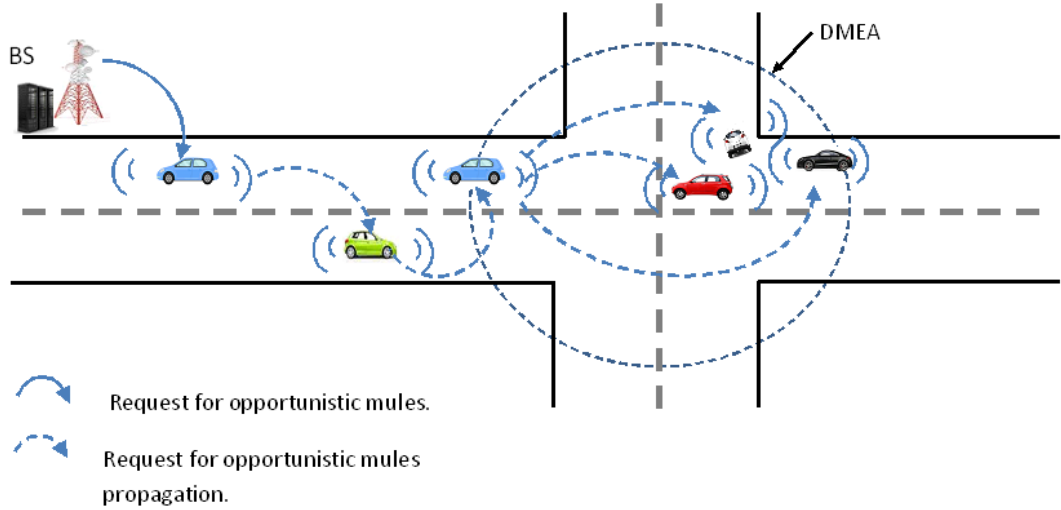 DMEA
BS
Request for opportunistic mules.
Request for opportunistic mules
propagation.